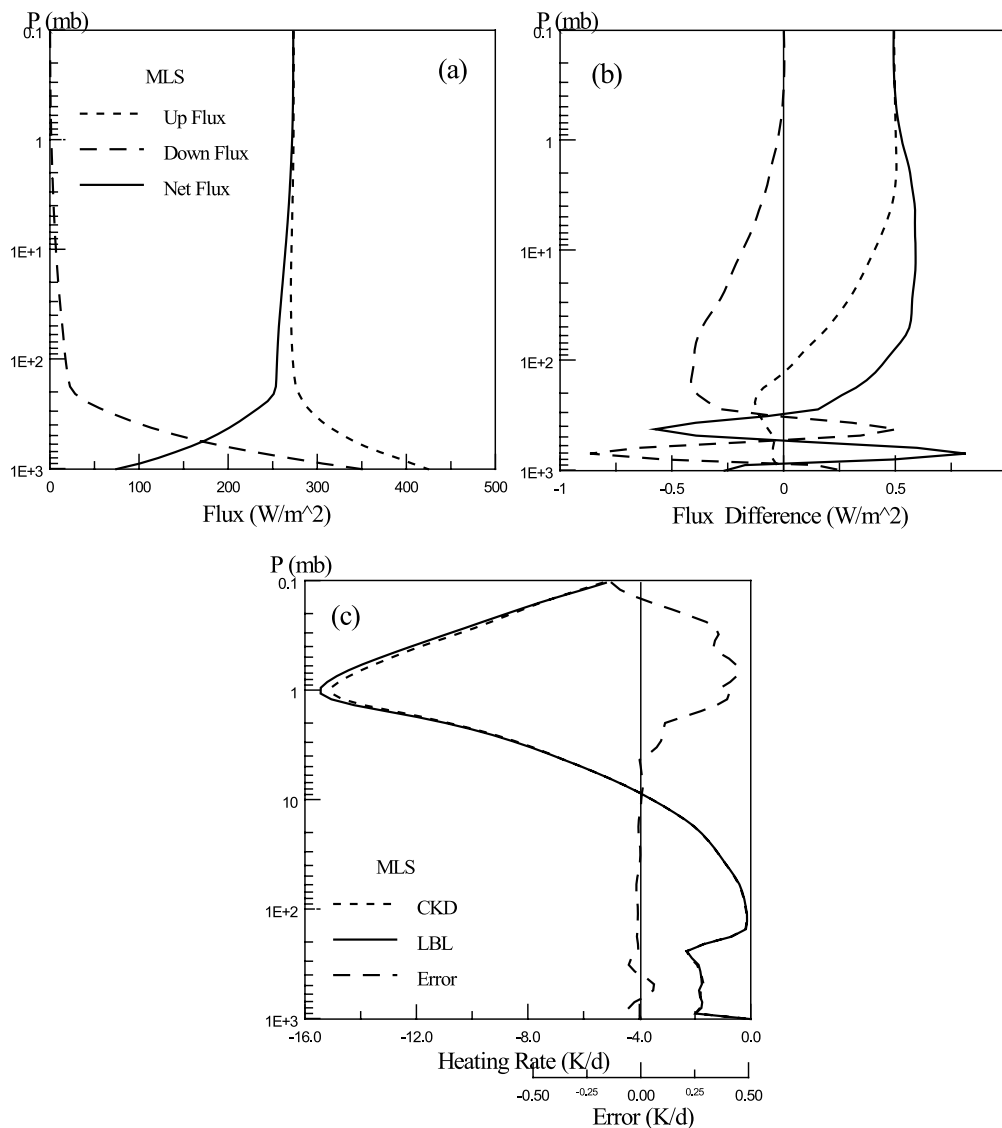 P (mb)
0.1
1
1E+1
1E+2
1E+3
0
100
200
300
400
500
Flux (W/m^2)
(a)
MLS
Up Flux
Down Flux
Net Flux
P (mb)
0.1
1
1E+1
1E+2
1E+3
-1
-0.5
0
0.5
Flux Difference (W/m^2)
(b)
P (mb)
0.1
1
10
1E+2
1E+3
(c)
MLS
CKD
LBL
Error
-16.0
-12.0
-8.0
-4.0
0.0
Heating Rate (K/d)
-0.50
-0.25
0.00
0.25
0.50
Error (K/d)